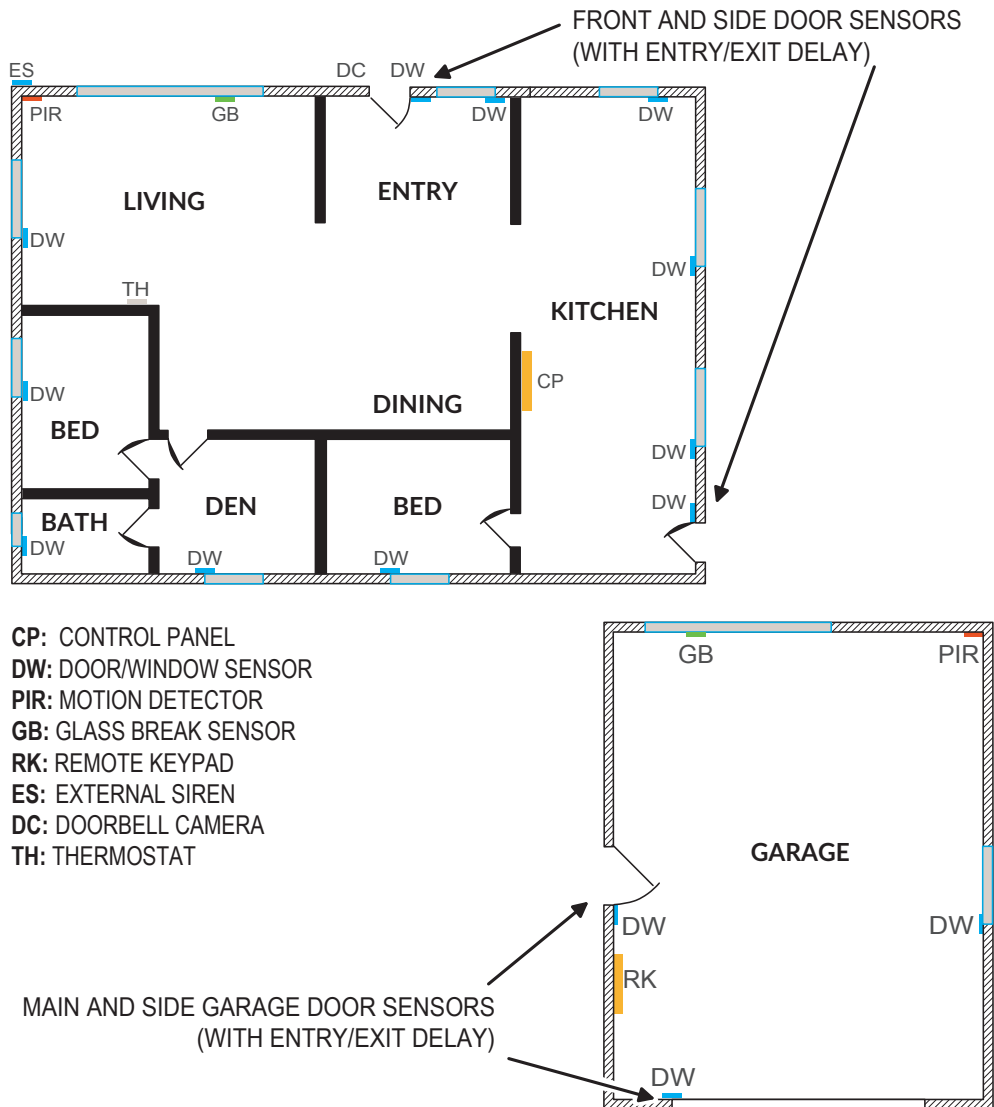 FRONT AND SIDE DOOR SENSORS
(WITH ENTRY/EXIT DELAY)
ES
DC
DW
PIR
GB
DW
DW
LIVING
ENTRY
DW
DW
TH
KITCHEN
DW
CP
DINING
BED
DW
DW
BATH
DEN
BED
DW
DW
DW
CP: CONTROL PANEL
DW: DOOR/WINDOW SENSOR
PIR: MOTION DETECTOR
GB: GLASS BREAK SENSOR
RK: REMOTE KEYPAD
ES: EXTERNAL SIREN
DC: DOORBELL CAMERA
TH: THERMOSTAT
GB
PIR
GARAGE
DW
DW
RK
MAIN AND SIDE GARAGE DOOR SENSORS
(WITH ENTRY/EXIT DELAY)
DW